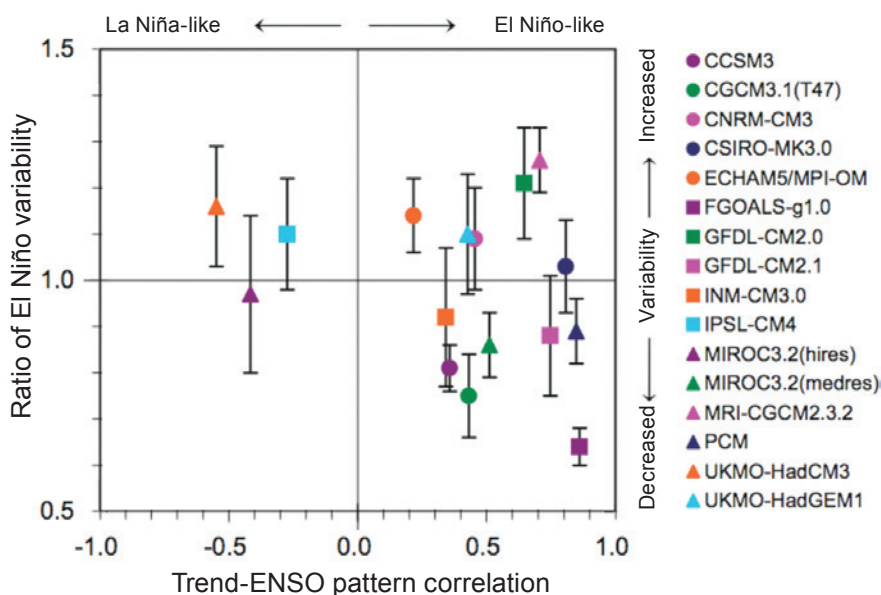 La Niña-like
El Niño-like
1.5
1.0
0.5
Ratio of El Niño variability
-1.0
-0.5
0.0
0.5
1.0
Trend-ENSO pattern correlation
Increased
Variability
Decreased
CCSM3
CGCM3.1(T47)
CNRM-CM3
CSIRO-MK3.0
ECHAM5/MPI-OM
FGOALS-g1.0
GFDL-CM2.0
GFDL-CM2.1
INM-CM3.0
IPSL-CM4
MIROC3.2(hires)
MIROC3.2(medres)
MRI-CGCM2.3.2
PCM
UKMO-HadCM3
UKMO-HadGEM1